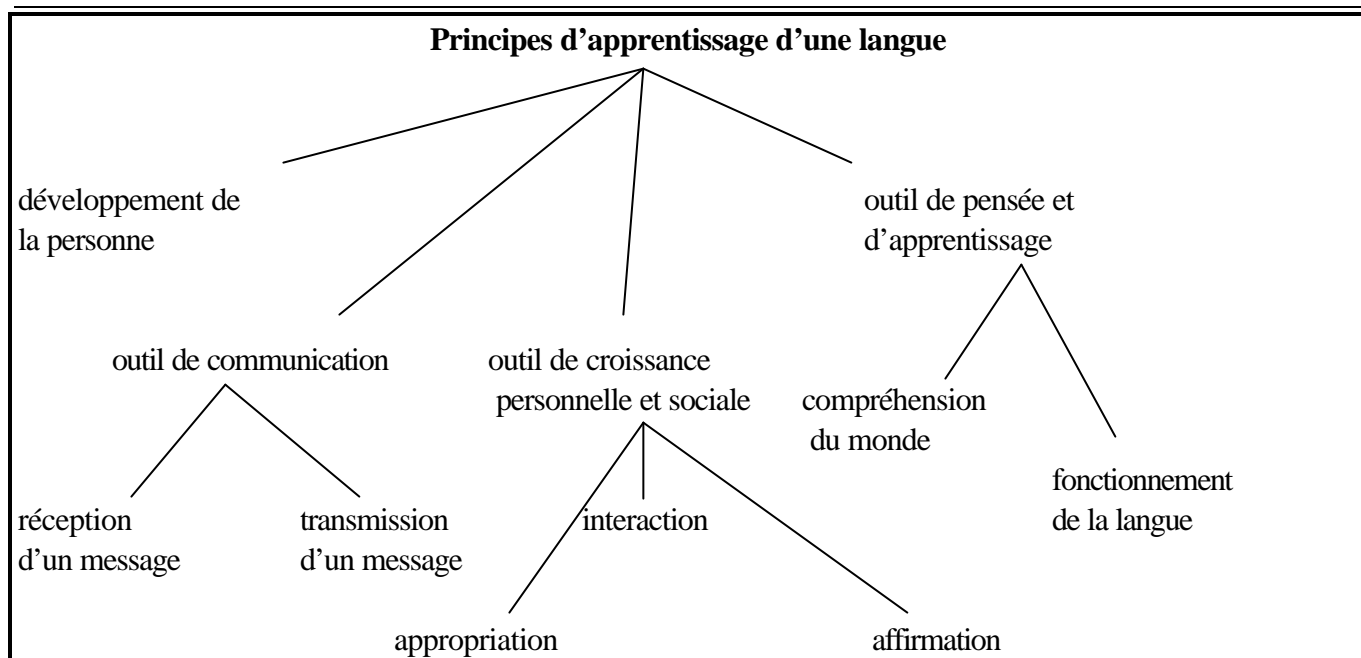 Principes d’apprentissage d’une langue
développement de
la personne
outil de pensée et
d’apprentissage
outil de communication
outil de croissance
personnelle et sociale
compréhension
du monde
fonctionnement
de la langue
réception
d’un message
transmission
d’un message
interaction
appropriation
affirmation